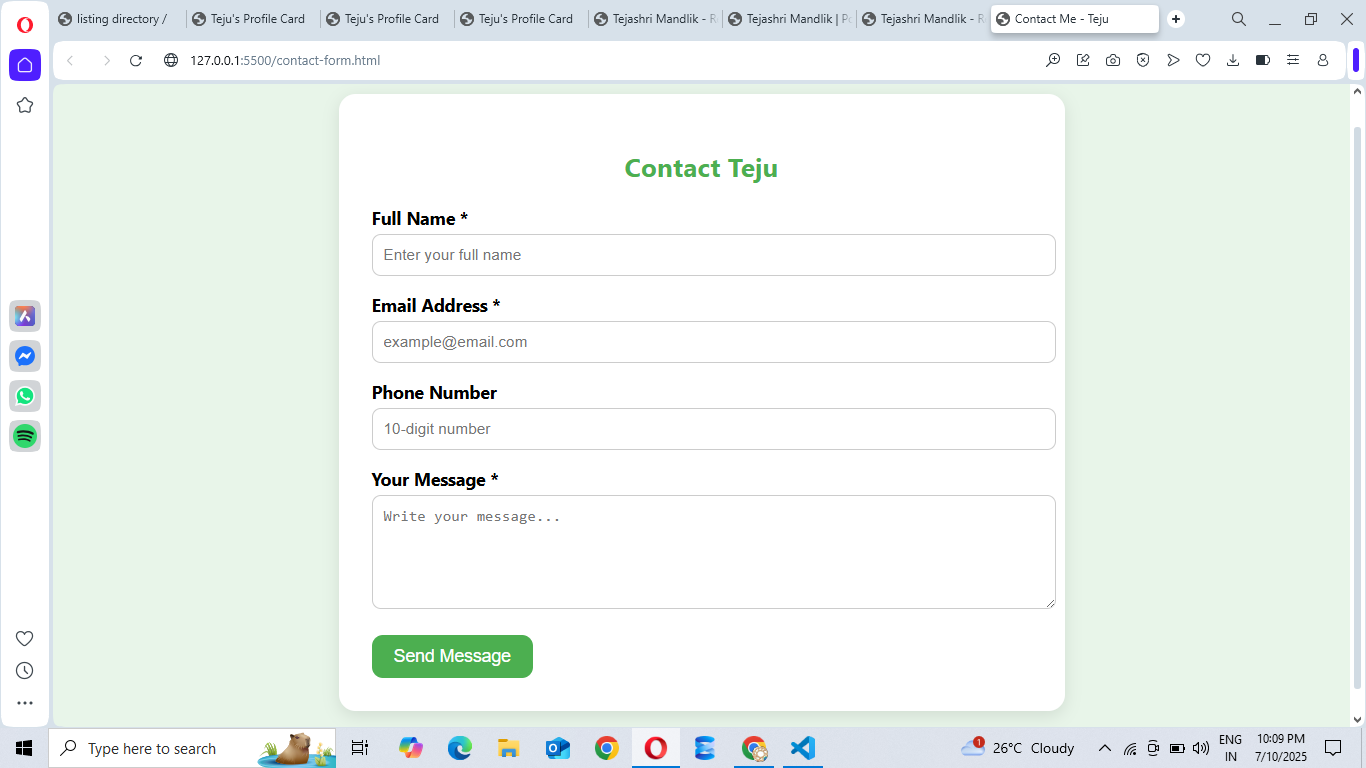 listing directory /
Teju's Profile Card
Teju's Profile Card
Teju's Profile Card
Tejashri Mandlik - R
Tejashri Mandlik | Po
Tejashri Mandlik - R
Contact Me - Teju
127.0.0.1:5500/contact-form.html
Contact Teju
Full Name *
Enter your full name
Email Address *
example@email.com
Phone Number
10-digit number
Your Message *
Write your message...
Send Message
Type here to search
1
26°C Cloudy
ENG
IN
10:09 PM
7/10/2025